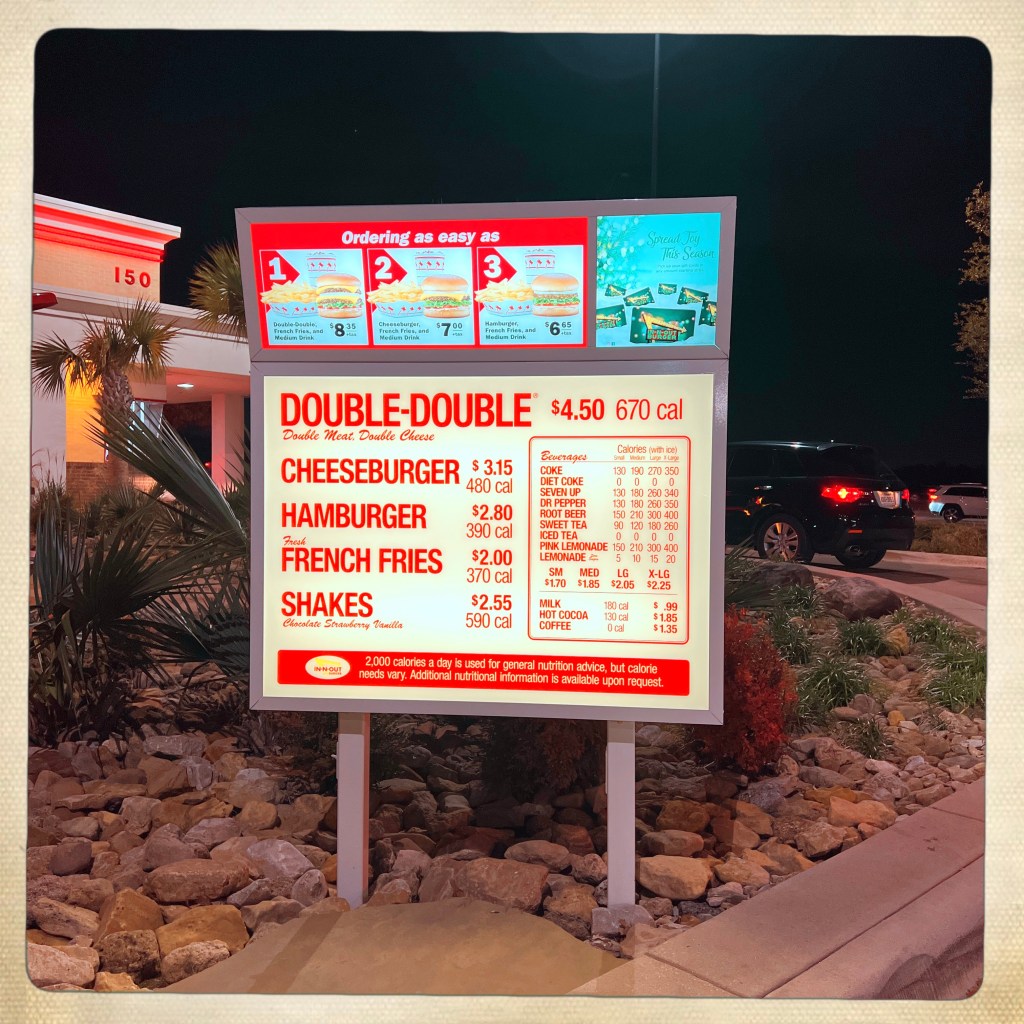 150
Ordering as easy as
1
Double-Double,
French Fries, and
Medium Drink
$8 35
+tax
2
Cheeseburger,
French Fries, and
Medium Drink
$7 00
+tax
3
Hamburger,
French Fries, and
Medium Drink
$6 65
+tax
Spread Joy
This Season
IN-N-OUT
BURGER
DOUBLE-DOUBLE® $4.50 670 cal
Double Meat, Double Cheese
CHEESEBURGER $3.15
480 cal
HAMBURGER $2.80
390 cal
Fresh
FRENCH FRIES $2.00
370 cal
SHAKES $2.55
Chocolate Strawberry Vanilla 590 cal
Beverages Calories (with ice)
Small Medium Large X-Large
COKE 130 190 270 350
DIET COKE 0 0 0 0
SEVEN UP 130 180 260 340
DR PEPPER 130 180 260 350
ROOT BEER 150 210 300 400
SWEET TEA 90 120 180 260
ICED TEA 0 0 0 0
PINK LEMONADE 150 210 300 400
LEMONADE 5 10 15 20
SM MED LG X-LG
$1.70 $1.85 $2.05 $2.25
MILK 180 cal $ .99
HOT COCOA 130 cal $1.85
COFFEE 0 cal $1.35
IN-N-OUT
2,000 calories a day is used for general nutrition advice, but calorie
needs vary. Additional nutritional information is available upon request.